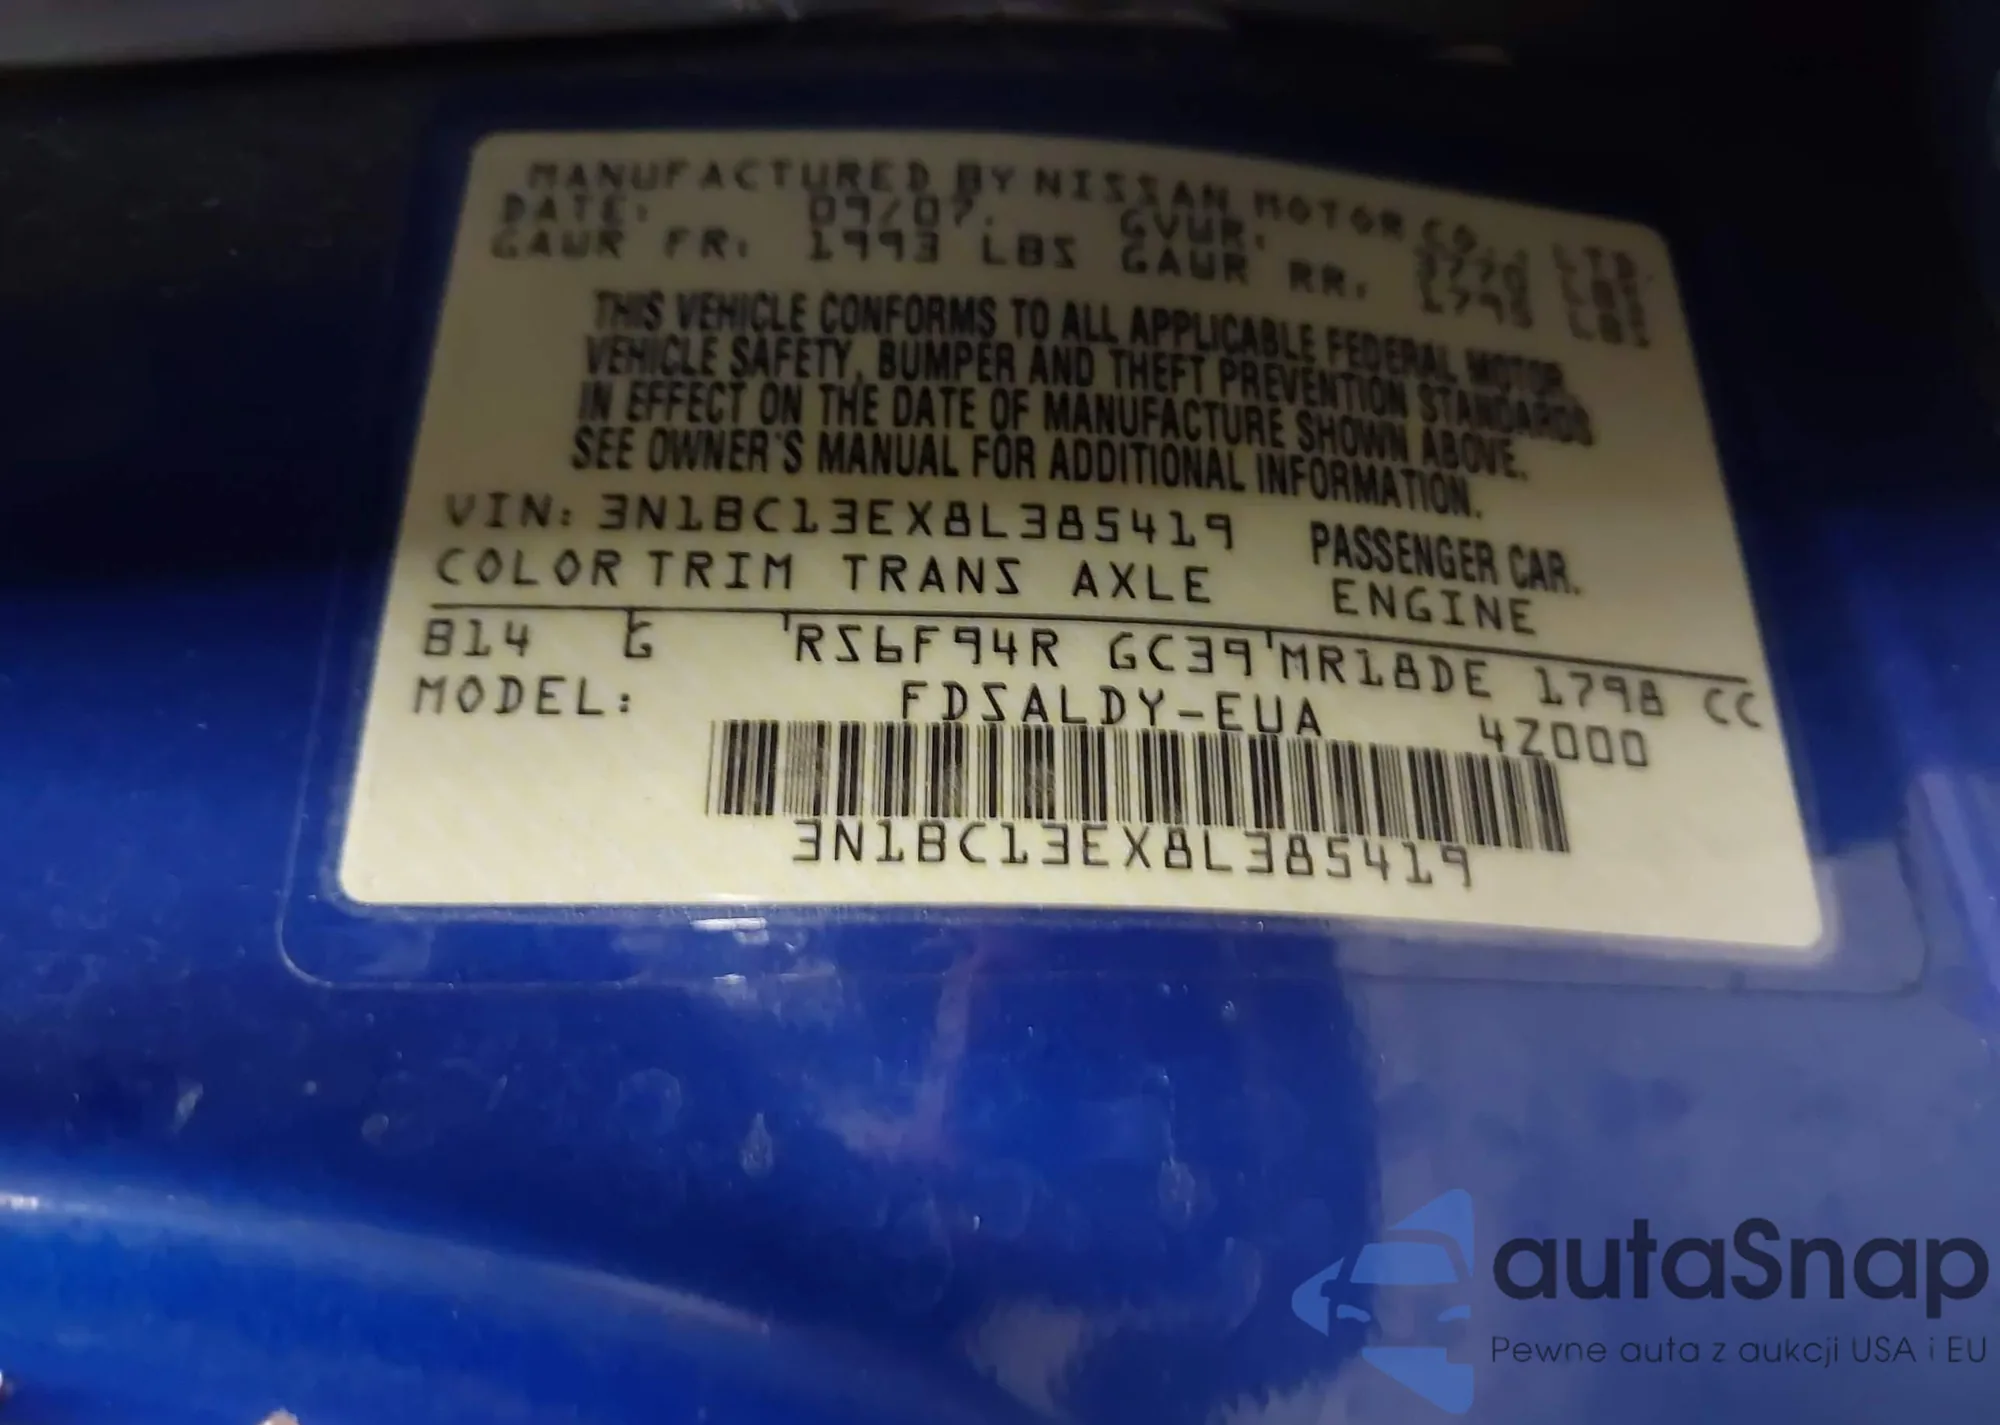 MANUFACTURED BY NISSAN MOTOR CO., LTD.
DATE: 09/07. GVWR: 3770 LBS
GAWR FR: 1993 LBS GAWR RR. 1795 LBS
THIS VEHICLE CONFORMS TO ALL APPLICABLE FEDERAL MOTOR
VEHICLE SAFETY, BUMPER AND THEFT PREVENTION STANDARDS
IN EFFECT ON THE DATE OF MANUFACTURE SHOWN ABOVE.
SEE OWNER'S MANUAL FOR ADDITIONAL INFORMATION.
VIN: 3N1BC13EX8L385419 PASSENGER CAR.
COLOR TRIM TRANS AXLE ENGINE
B14 G RS6F94R GC39 MR18DE 1798 CC
MODEL: FDSALDY-EUA 4Z000
3N1BC13EX8L385419
autaSnap
Pewne auta z aukcji USA i EU